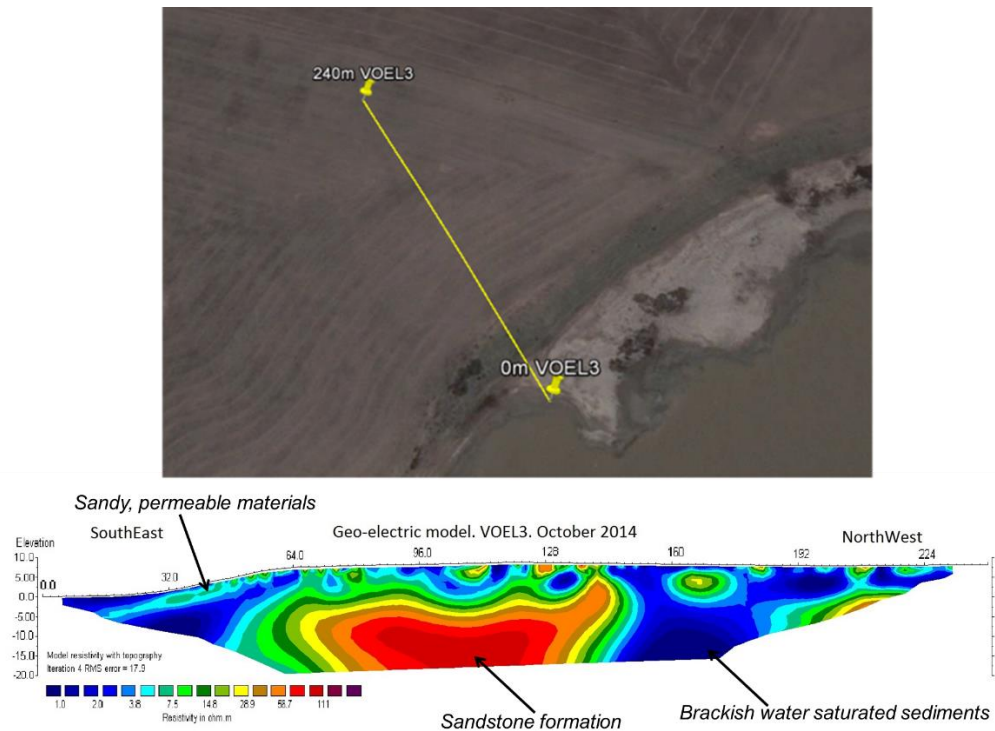 240m VOEL3
0m VOEL3
Sandy, permeable materials
SouthEast
Geo-electric model. VOEL3. October 2014
NorthWest
Elevation
64.0 96.0 128 160 192 224
10.0
5.0
0.0
0.0 32.0
-5.0
-10.0
-15.0
-20.0
Model resistivity with topography
Iteration 4 RMS error = 17.9
1.0 2.0 3.8 7.5 14.8 28.9 56.7 111
Resistivity in ohm.m
Sandstone formation
Brackish water saturated sediments